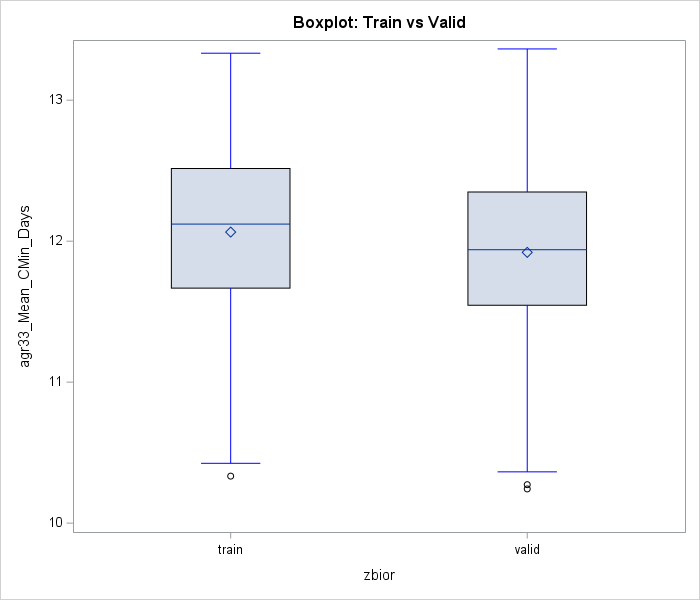 Boxplot: Train vs Valid
agr33_Mean_CMin_Days
13
12
11
10
train
valid
zbior